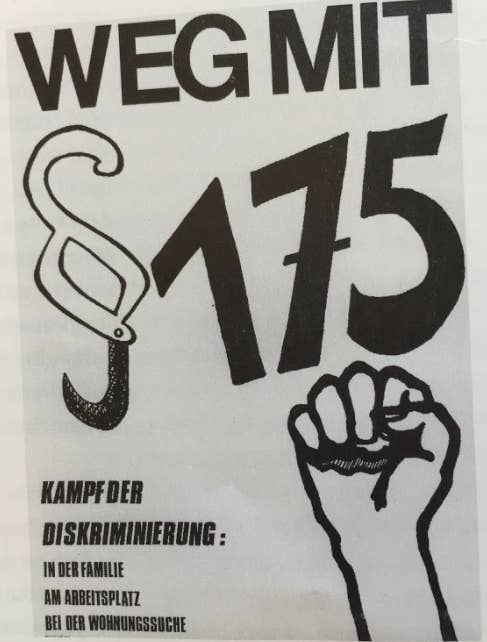 WEG MIT
§175
KAMPF DER
DISKRIMINIERUNG:
IN DER FAMILIE
AM ARBEITSPLATZ
BEI DER WOHNUNGSSUCHE